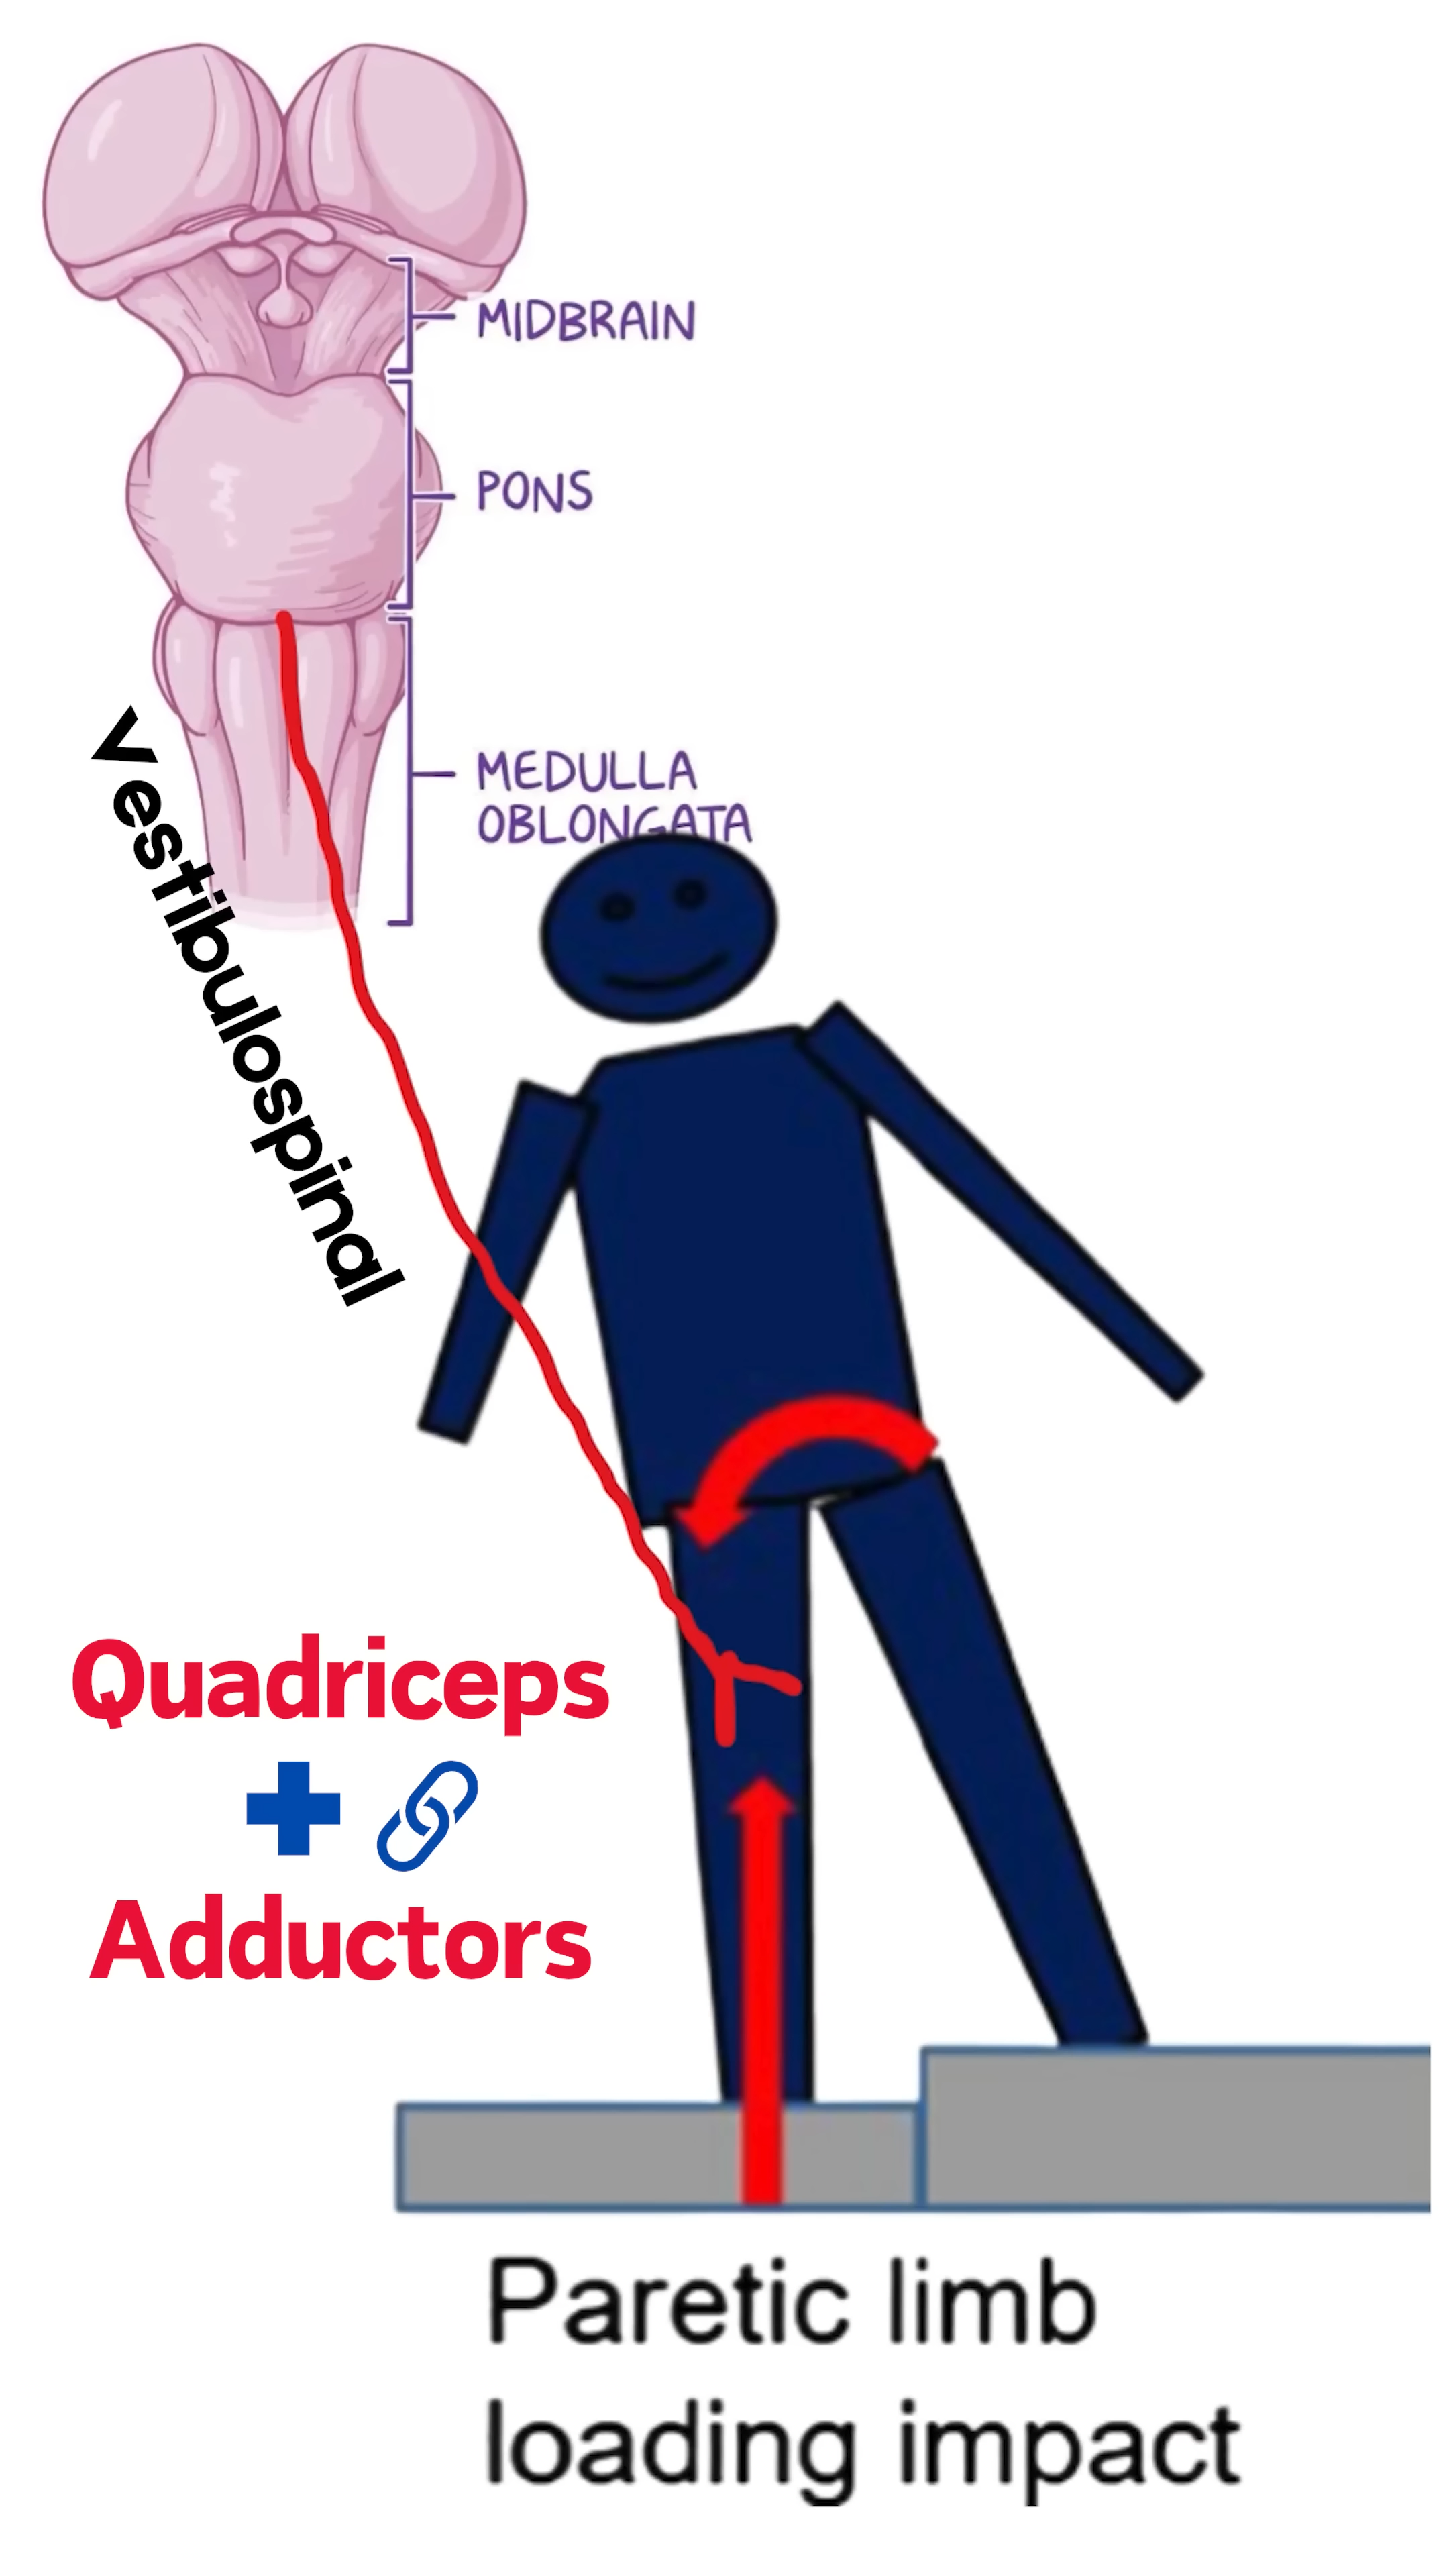 MIDBRAIN
PONS
MEDULLA
OBLONGATA
Vestibulospinal
Quadriceps
Adductors
Paretic limb
loading impact